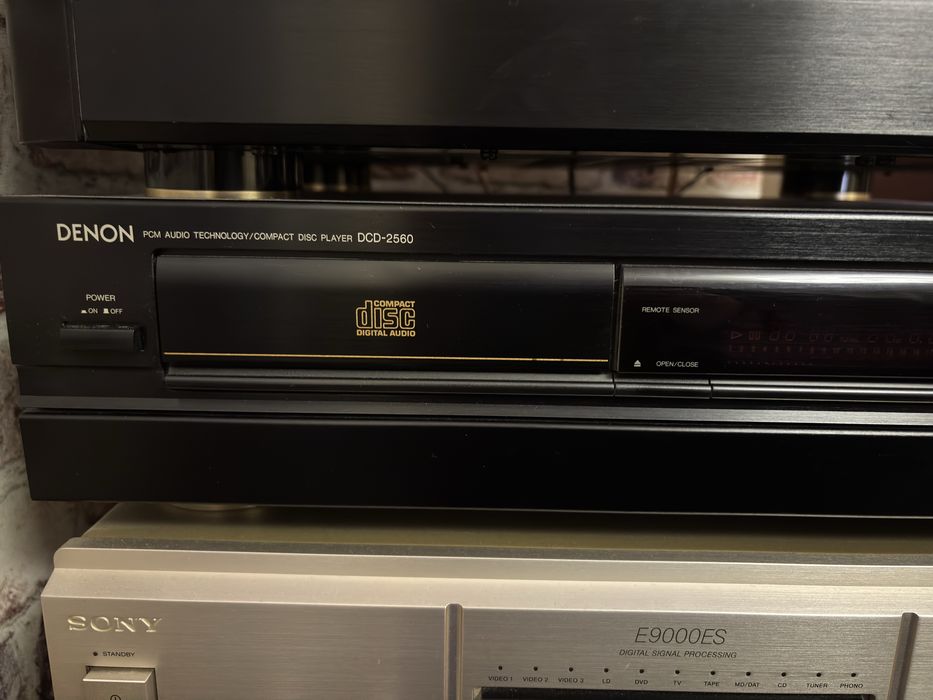 DENON PCM AUDIO TECHNOLOGY/COMPACT DISC PLAYER DCD-2560
POWER
ON OFF
COMPACT
disc
DIGITAL AUDIO
REMOTE SENSOR
OPEN/CLOSE
SONY
STANDBY
E9000ES
DIGITAL SIGNAL PROCESSING
VIDEO 1 VIDEO 2 VIDEO 3 LD DVD TV TAPE MD/DAT CD TUNER PHONO